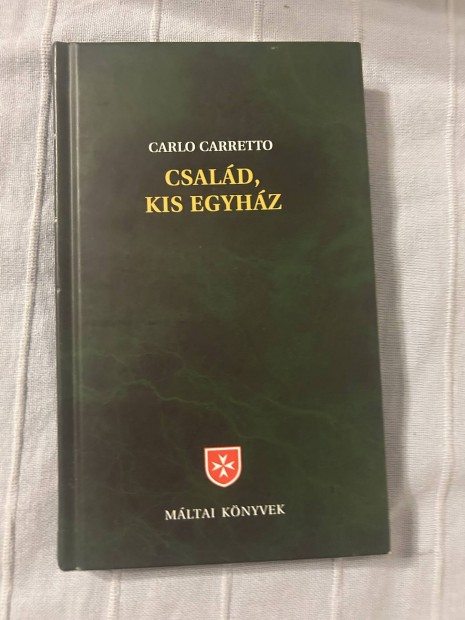 CARLO CARRETTO
CSALÁD,
KIS EGYHÁZ
MÁLTAI KÖNYVEK